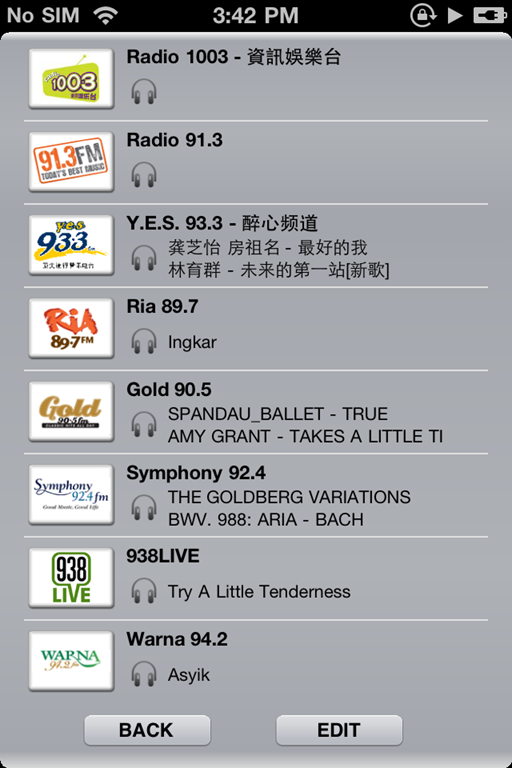 No SIM 3:42 PM
Radio 1003 - 資訊娛樂台
1003
Radio 91.3
91.3FM
TODAY'S BEST MUSIC
Y.E.S. 93.3 - 醉心频道
yes
933fm
龚芝怡 房祖名 - 最好的我
林育群 - 未来的第一站[新歌]
Ria 89.7
RiA
89·7FM
Ingkar
Gold 90.5
Gold
90.5fm
CLASSIC HITS ALL DAY
SPANDAU_BALLET - TRUE
AMY GRANT - TAKES A LITTLE TI
Symphony 92.4
Symphony
92.4fm
Good Music, Good Life
THE GOLDBERG VARIATIONS
BWV. 988: ARIA - BACH
938LIVE
938
LIVE
Try A Little Tenderness
Warna 94.2
WARNA
94.2fm
Asyik
BACK EDIT